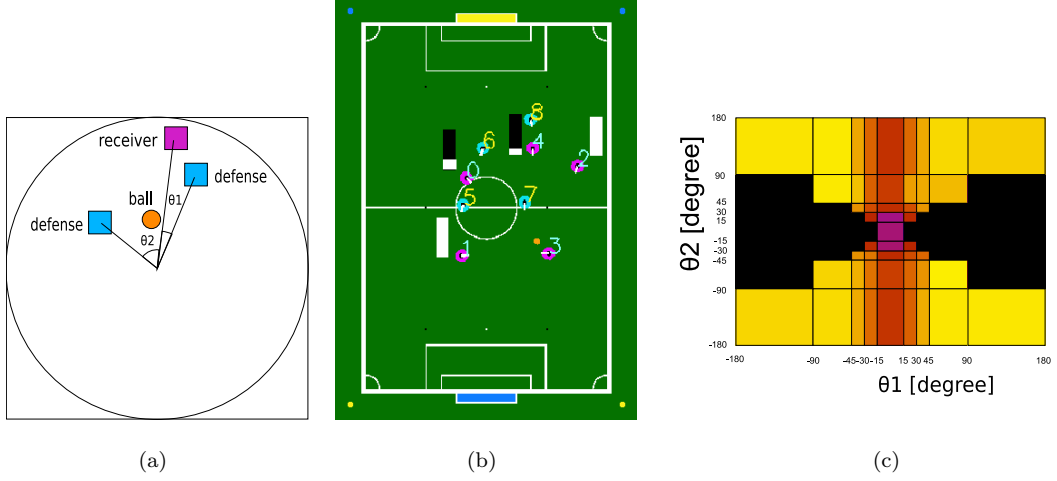 receiver
θ1
defense
ball
defense
θ2
8
6
4
2
0
5
7
1
3
θ2 [degree]
180
90
45
30
15
-15
-30
-45
-90
-180
-180
-90
-45
-30
-15
15
30
45
90
180
θ1 [degree]
(a)
(b)
(c)